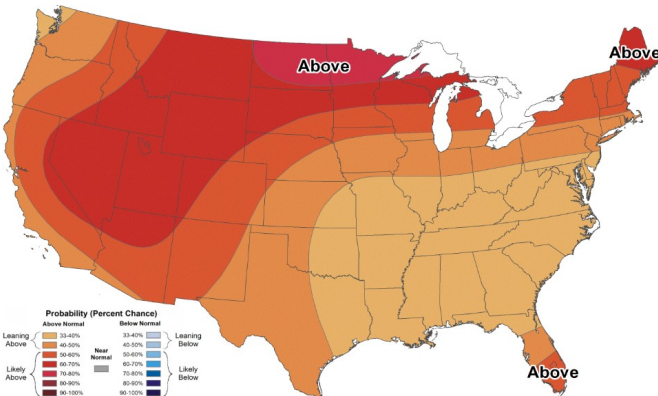 Above
Above
Above
Probability (Percent Chance)
Above Normal
Below Normal
Leaning Above
33-40%
40-50%
Likely Above
50-60%
60-70%
70-80%
80-90%
90-100%
Near Normal
33-40%
40-50%
Leaning Below
50-60%
60-70%
70-80%
80-90%
90-100%
Likely Below